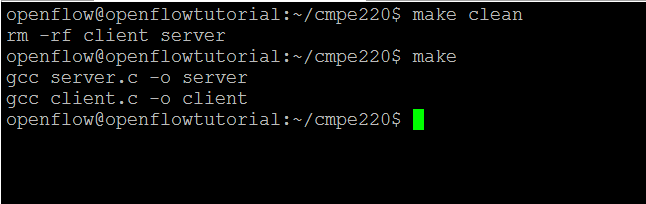 openflow@openflowtutorial:~/cmpe220$ make clean
rm -rf client server
openflow@openflowtutorial:~/cmpe220$ make
gcc server.c -o server
gcc client.c -o client
openflow@openflowtutorial:~/cmpe220$